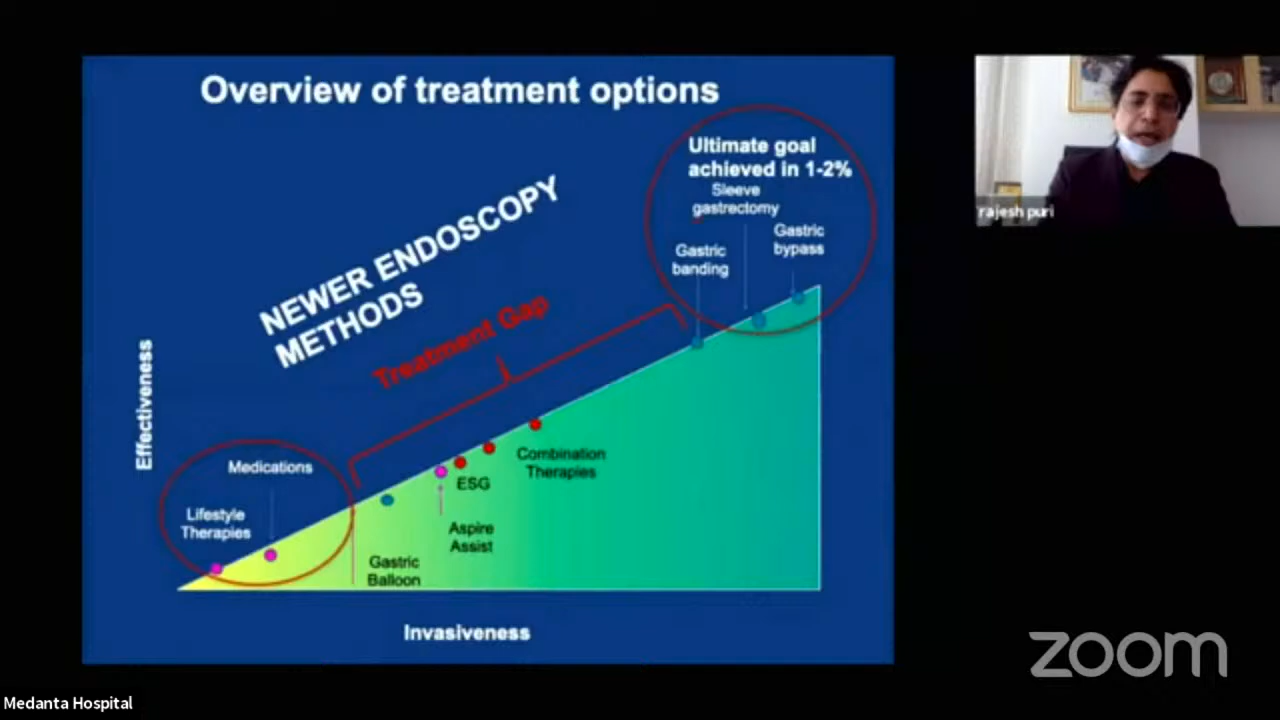 Overview of treatment options
Ultimate goal
achieved in 1-2%
Sleeve
gastrectomy
Gastric
bypass
Gastric
banding
NEWER ENDOSCOPY
METHODS
Treatment Gap
Effectiveness
Medications
Lifestyle
Therapies
Combination
Therapies
ESG
Aspire
Assist
Gastric
Balloon
Invasiveness
rajesh puri
zoom
Medanta Hospital